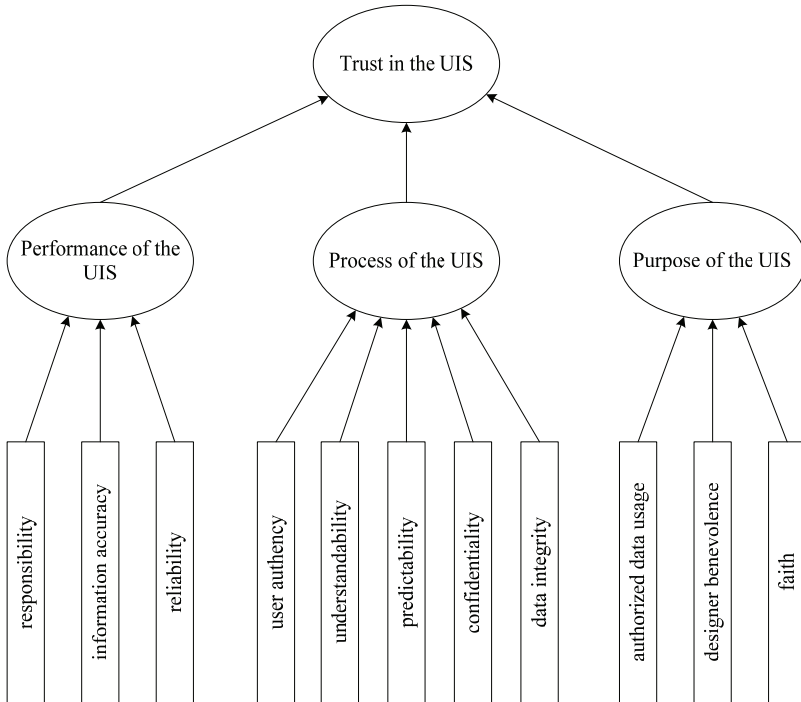 Trust in the UIS
Performance of the
UIS
Process of the UIS
Purpose of the UIS
responsibility
information accuracy
reliability
user authency
understandability
predictability
confidentiality
data integrity
authorized data usage
designer benevolence
faith